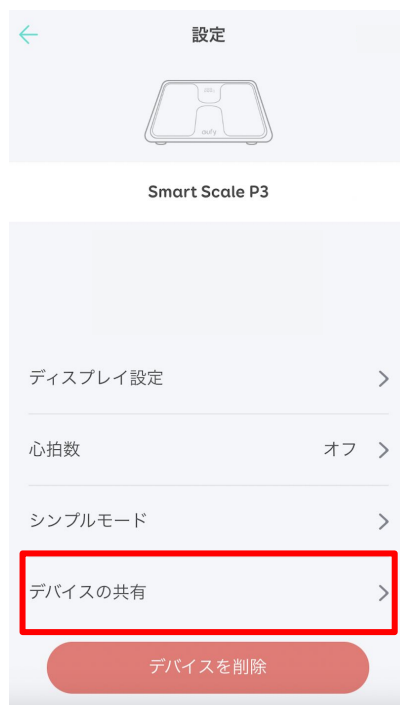 設定
eufy
Smart Scale P3
ディスプレイ設定
心拍数 オフ
シンプルモード
デバイスの共有
デバイスを削除